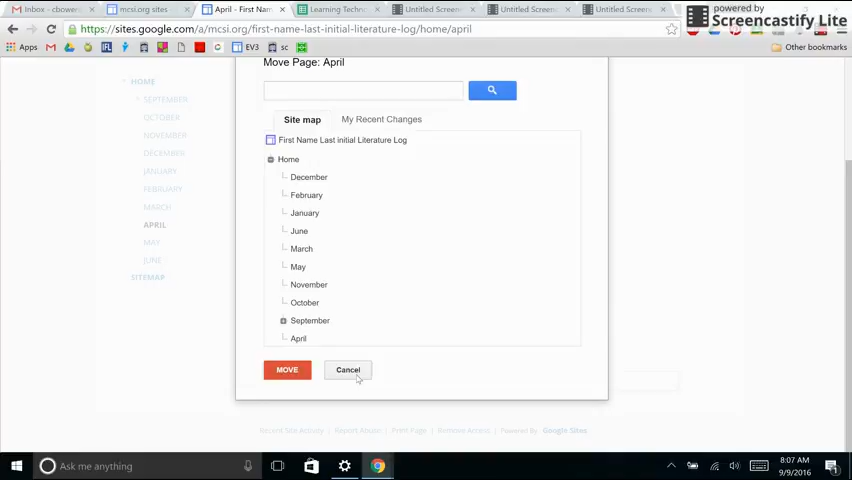 Inbox - cbower
mcsi.org sites
April - First Nam
Learning Techno
Untitled Screenc
Untitled Screenc
Untitled Screenc
powered by
Screencastify Lite
https://sites.google.com/a/mcsi.org/first-name-last-initial-literature-log/home/april
Apps
EV3
sc
Other bookmarks
Move Page: April
HOME
SEPTEMBER
OCTOBER
NOVEMBER
DECEMBER
JANUARY
FEBRUARY
MARCH
APRIL
MAY
JUNE
SITEMAP
Site map
My Recent Changes
First Name Last initial Literature Log
Home
December
February
January
June
March
May
November
October
September
April
MOVE
Cancel
Recent Site Activity | Report Abuse | Print Page | Remove Access | Powered By Google Sites
Ask me anything
8:07 AM
9/9/2016